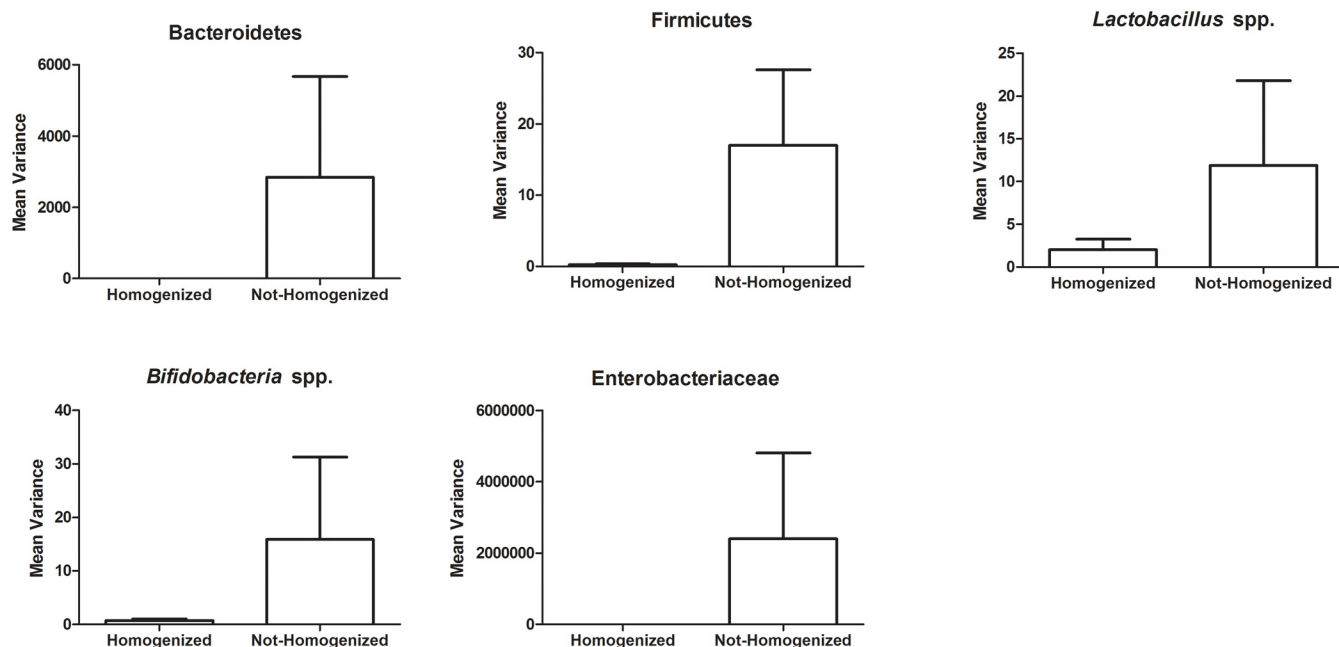 Bacteroidetes
Mean Variance
6000
4000
2000
0
Homogenized Not-Homogenized
Firmicutes
Mean Variance
30
20
10
0
Homogenized Not-Homogenized
Lactobacillus spp.
Mean Variance
25
20
15
10
5
0
Homogenized Not-Homogenized
Bifidobacteria spp.
Mean Variance
40
30
20
10
0
Homogenized Not-Homogenized
Enterobacteriaceae
Mean Variance
6000000
4000000
2000000
0
Homogenized Not-Homogenized